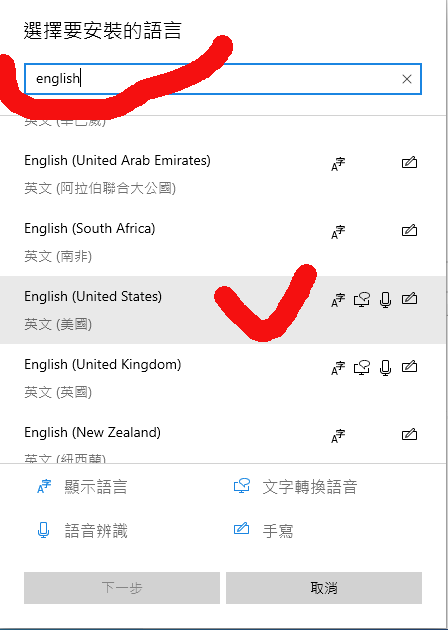 選擇要安裝的語言
english
English (United Arab Emirates)
英文 (阿拉伯聯合大公國)
English (South Africa)
英文 (南非)
English (United States)
英文 (美國)
English (United Kingdom)
英文 (英國)
English (New Zealand)
英文 (紐西蘭)
顯示語言
文字轉換語音
語音辨識
手寫
下一步
取消